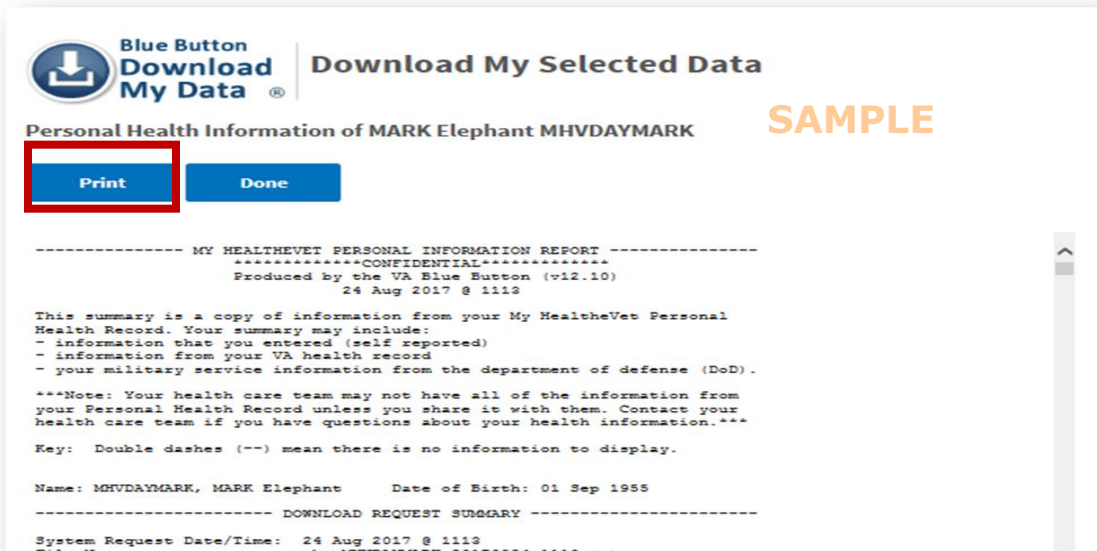 Blue Button
Download
My Data ®
Download My Selected Data
SAMPLE
Personal Health Information of MARK Elephant MHVDAYMARK
Print
Done
--------------- MY HEALTHEVET PERSONAL INFORMATION REPORT ---------------
*************CONFIDENTIAL*************
Produced by the VA Blue Button (v12.10)
24 Aug 2017 @ 1113
This summary is a copy of information from your My HealtheVet Personal
Health Record. Your summary may include:
- information that you entered (self reported)
- information from your VA health record
- your military service information from the department of defense (DoD).
***Note: Your health care team may not have all of the information from
your Personal Health Record unless you share it with them. Contact your
health care team if you have questions about your health information.***
Key: Double dashes (--) mean there is no information to display.
Name: MHVDAYMARK, MARK Elephant Date of Birth: 01 Sep 1955
------------------------ DOWNLOAD REQUEST SUMMARY -----------------------
System Request Date/Time: 24 Aug 2017 @ 1113